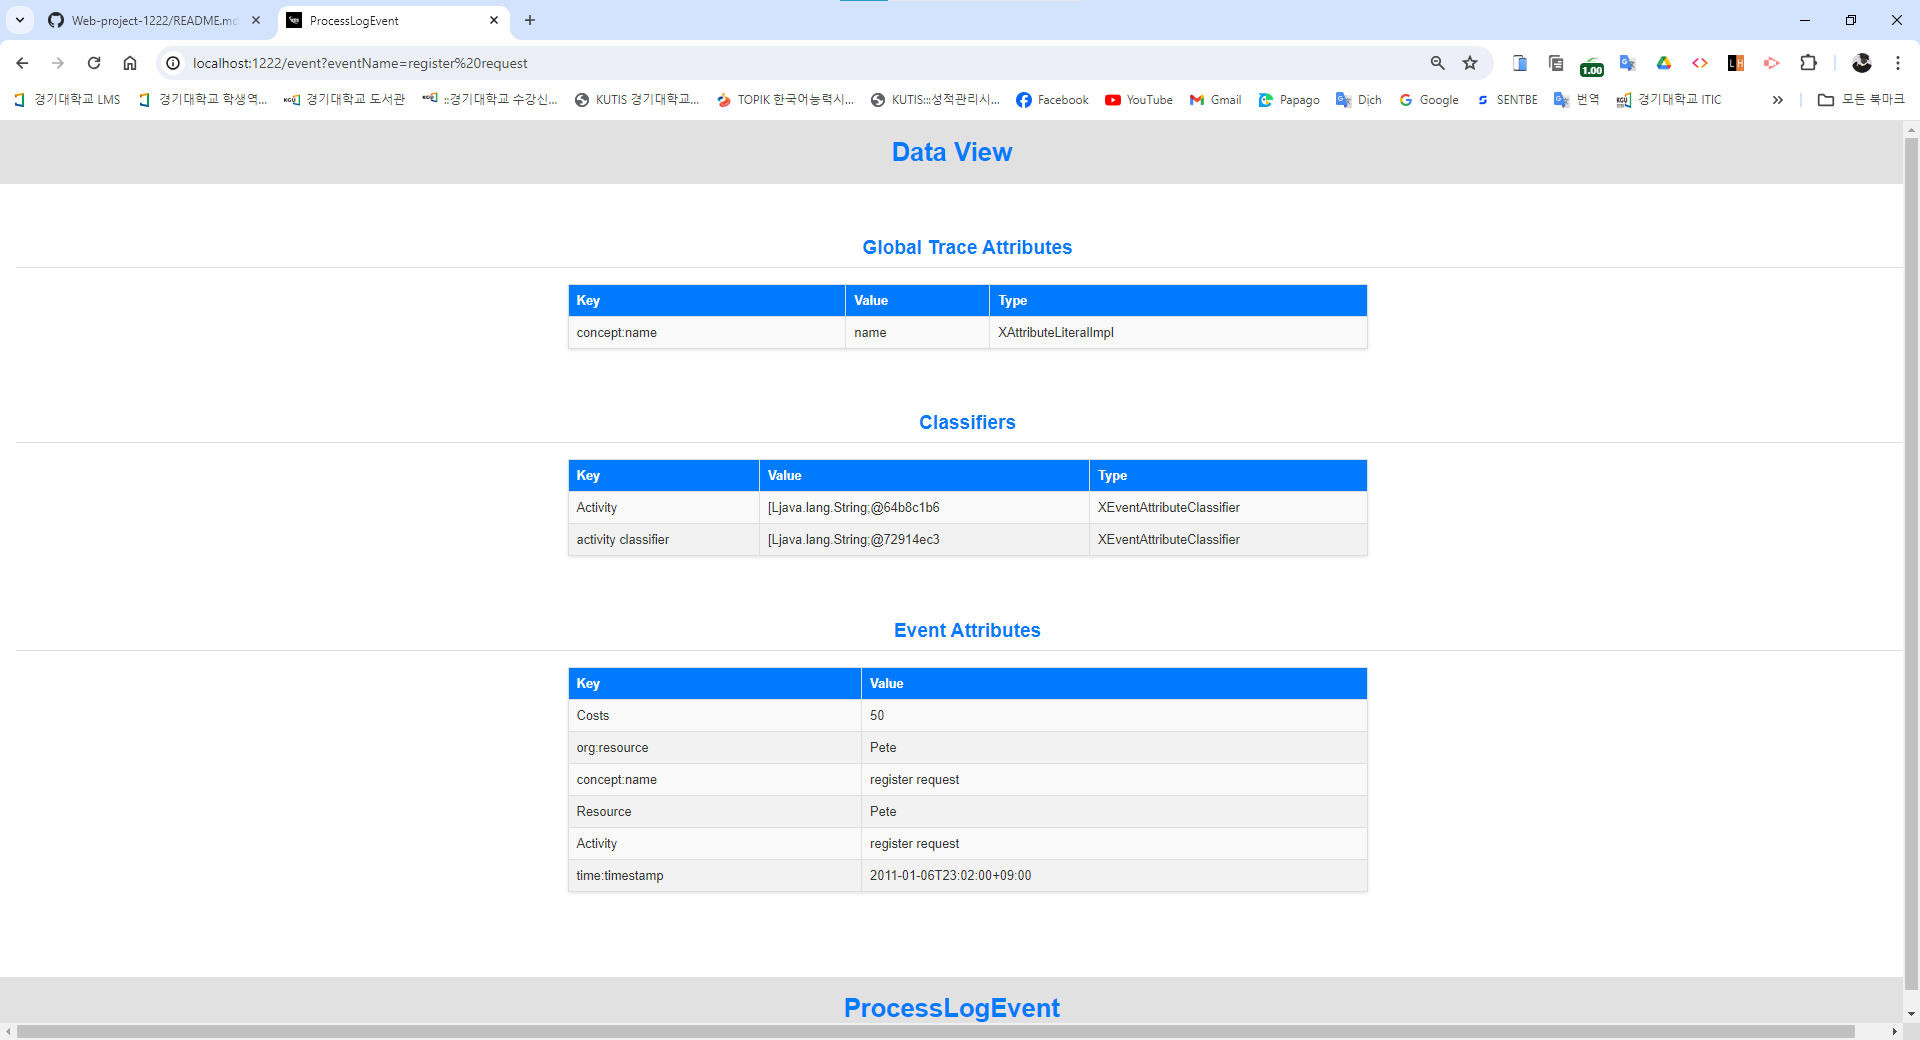 Web-project-1222/README.md
ProcessLogEvent
localhost:1222/event?eventName=register%20request
1.00
경기대학교 LMS
경기대학교 학생역...
경기대학교 도서관
::경기대학교 수강신...
KUTIS 경기대학교...
TOPIK 한국어능력시...
KUTIS:::성적관리시...
Facebook
YouTube
Gmail
Papago
Dịch
Google
SENTBE
번역
경기대학교 ITIC
모든 북마크
Data View
Global Trace Attributes
Key Value Type
concept:name name XAttributeLiteralImpl
Classifiers
Key Value Type
Activity [Ljava.lang.String;@64b8c1b6 XEventAttributeClassifier
activity classifier [Ljava.lang.String;@72914ec3 XEventAttributeClassifier
Event Attributes
Key Value
Costs 50
org:resource Pete
concept:name register request
Resource Pete
Activity register request
time:timestamp 2011-01-06T23:02:00+09:00
ProcessLogEvent